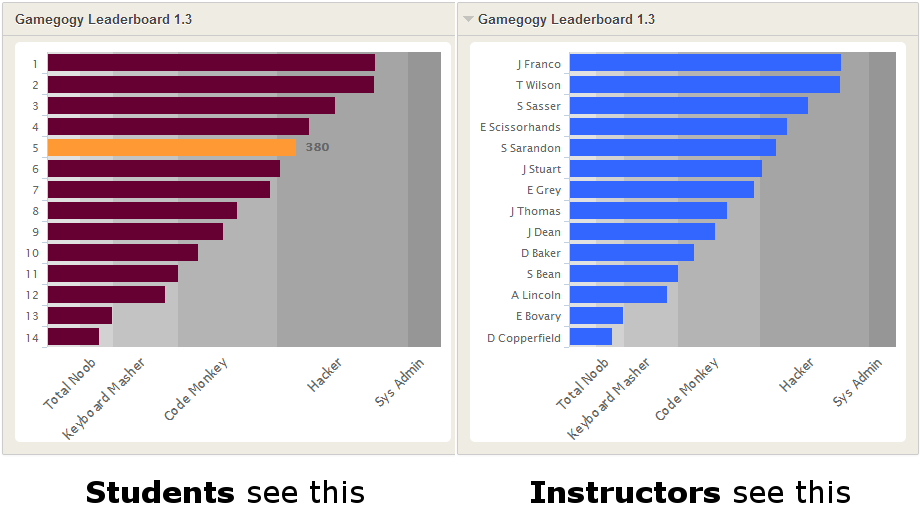 Gamegogy Leaderboard 1.3
1
2
3
4
5 380
6
7
8
9
10
11
12
13
14
Total Noob
Keyboard Masher
Code Monkey
Hacker
Sys Admin
Students see this
Gamegogy Leaderboard 1.3
J Franco
T Wilson
S Sasser
E Scissorhands
S Sarandon
J Stuart
E Grey
J Thomas
J Dean
D Baker
S Bean
A Lincoln
E Bovary
D Copperfield
Total Noob
Keyboard Masher
Code Monkey
Hacker
Sys Admin
Instructors see this